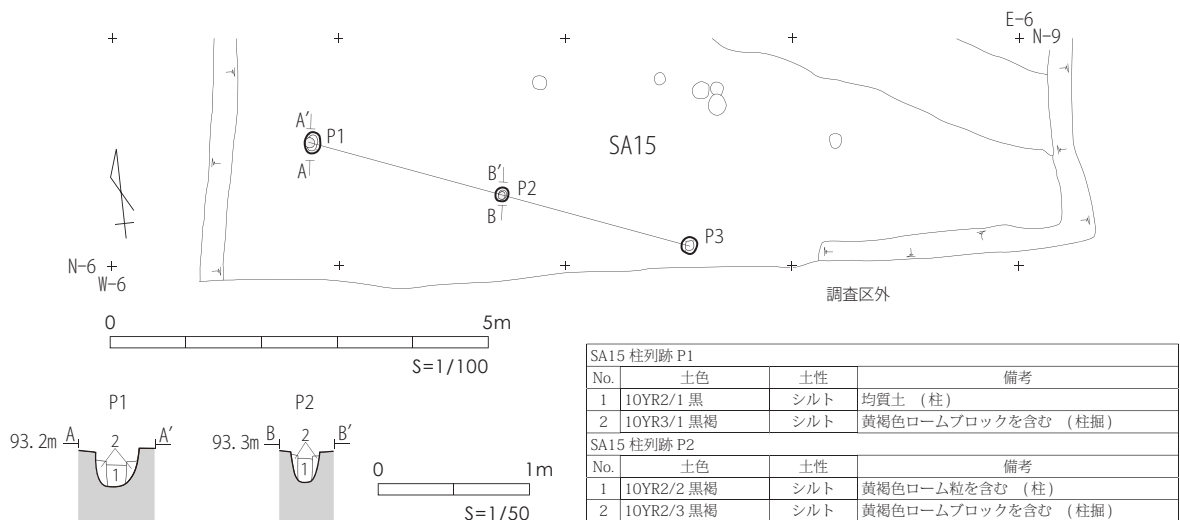 E-6
N-9
A′
P1
A
SA15
B′
P2
B
P3
N-6
W-6
調査区外
0 5m
S=1/100
P1 P2
93.2m A 2 A′
1
93.3m B 2 B′
1
0 1m
S=1/50
SA15 柱列跡 P1
No. 土色 土性 備考
1 10YR2/1 黒 シルト 均質土 (柱)
2 10YR3/1 黒褐 シルト 黄褐色ロームブロックを含む (柱掘)
SA15 柱列跡 P2
No. 土色 土性 備考
1 10YR2/2 黒褐 シルト 黄褐色ローム粒を含む (柱)
2 10YR2/3 黒褐 シルト 黄褐色ロームブロックを含む (柱掘)